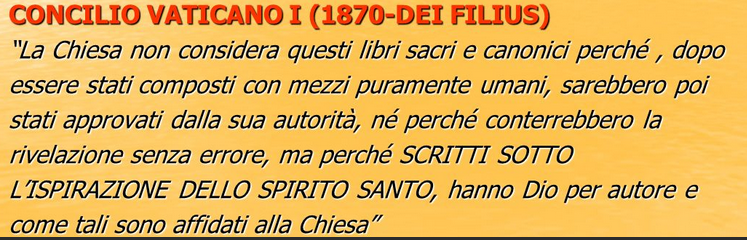 CONCILIO VATICANO I (1870-DEI FILIUS)
“La Chiesa non considera questi libri sacri e canonici perché , dopo
essere stati composti con mezzi puramente umani, sarebbero poi
stati approvati dalla sua autorità, né perché conterrebbero la
rivelazione senza errore, ma perché SCRITTI SOTTO
L’ISPIRAZIONE DELLO SPIRITO SANTO, hanno Dio per autore e
come tali sono affidati alla Chiesa”